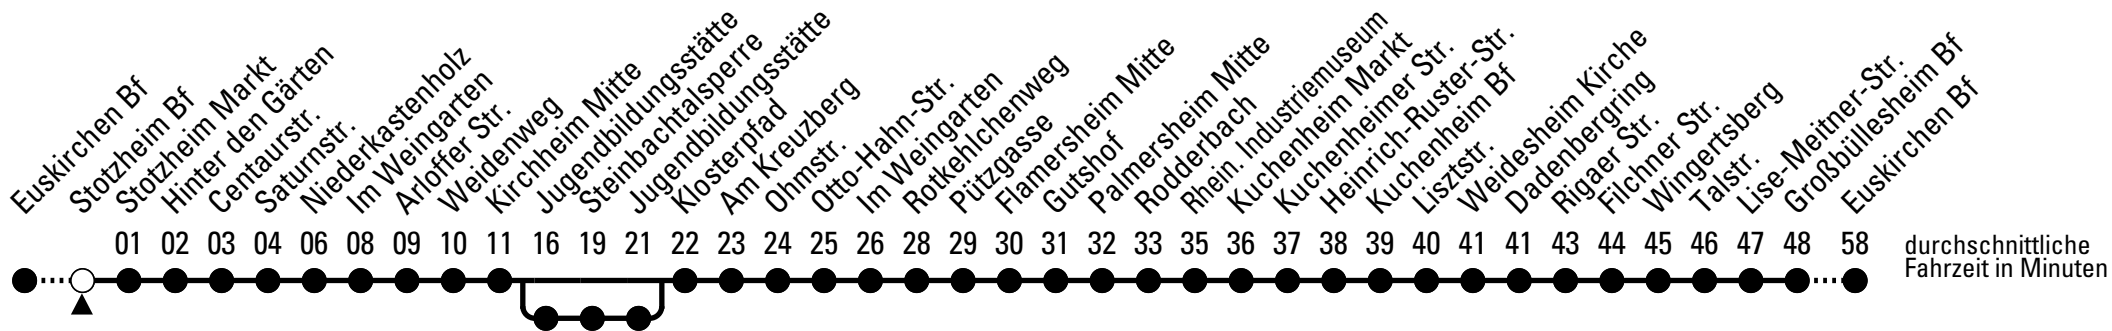 Euskirchen Bf
Stotzheim Bf
Stotzheim Markt
Hinter den Gärten
Centaurstr.
Saturnstr.
Niederkastenholz
Im Weingarten
Arloffer Str.
Weidenweg
Kirchheim Mitte
Jugendbildungsstätte
Steinbachtalsperre
Jugendbildungsstätte
Klosterpfad
Am Kreuzberg
Ohmstr.
Otto-Hahn-Str.
Im Weingarten
Rotkehlchenweg
Pützgasse
Flamersheim Mitte
Gutshof
Palmersheim Mitte
Rodderbach
Rhein. Industriemuseum
Kuchenheim Markt
Kuchenheimer Str.
Heinrich-Ruster-Str.
Kuchenheim Bf
Lisztstr.
Weidesheim Kirche
Dadenbergring
Rigaer Str.
Filchner Str.
Wingertsberg
Talstr.
Lise-Meitner-Str.
Großbüllesheim Bf
Euskirchen Bf
01 02 03 04 06 08 09 10 11 16 19 21 22 23 24 25 26 28 29 30 31 32 33 35 36 37 38 39 40 41 41 43 44 45 46 47 48 58
durchschnittliche
Fahrzeit in Minuten